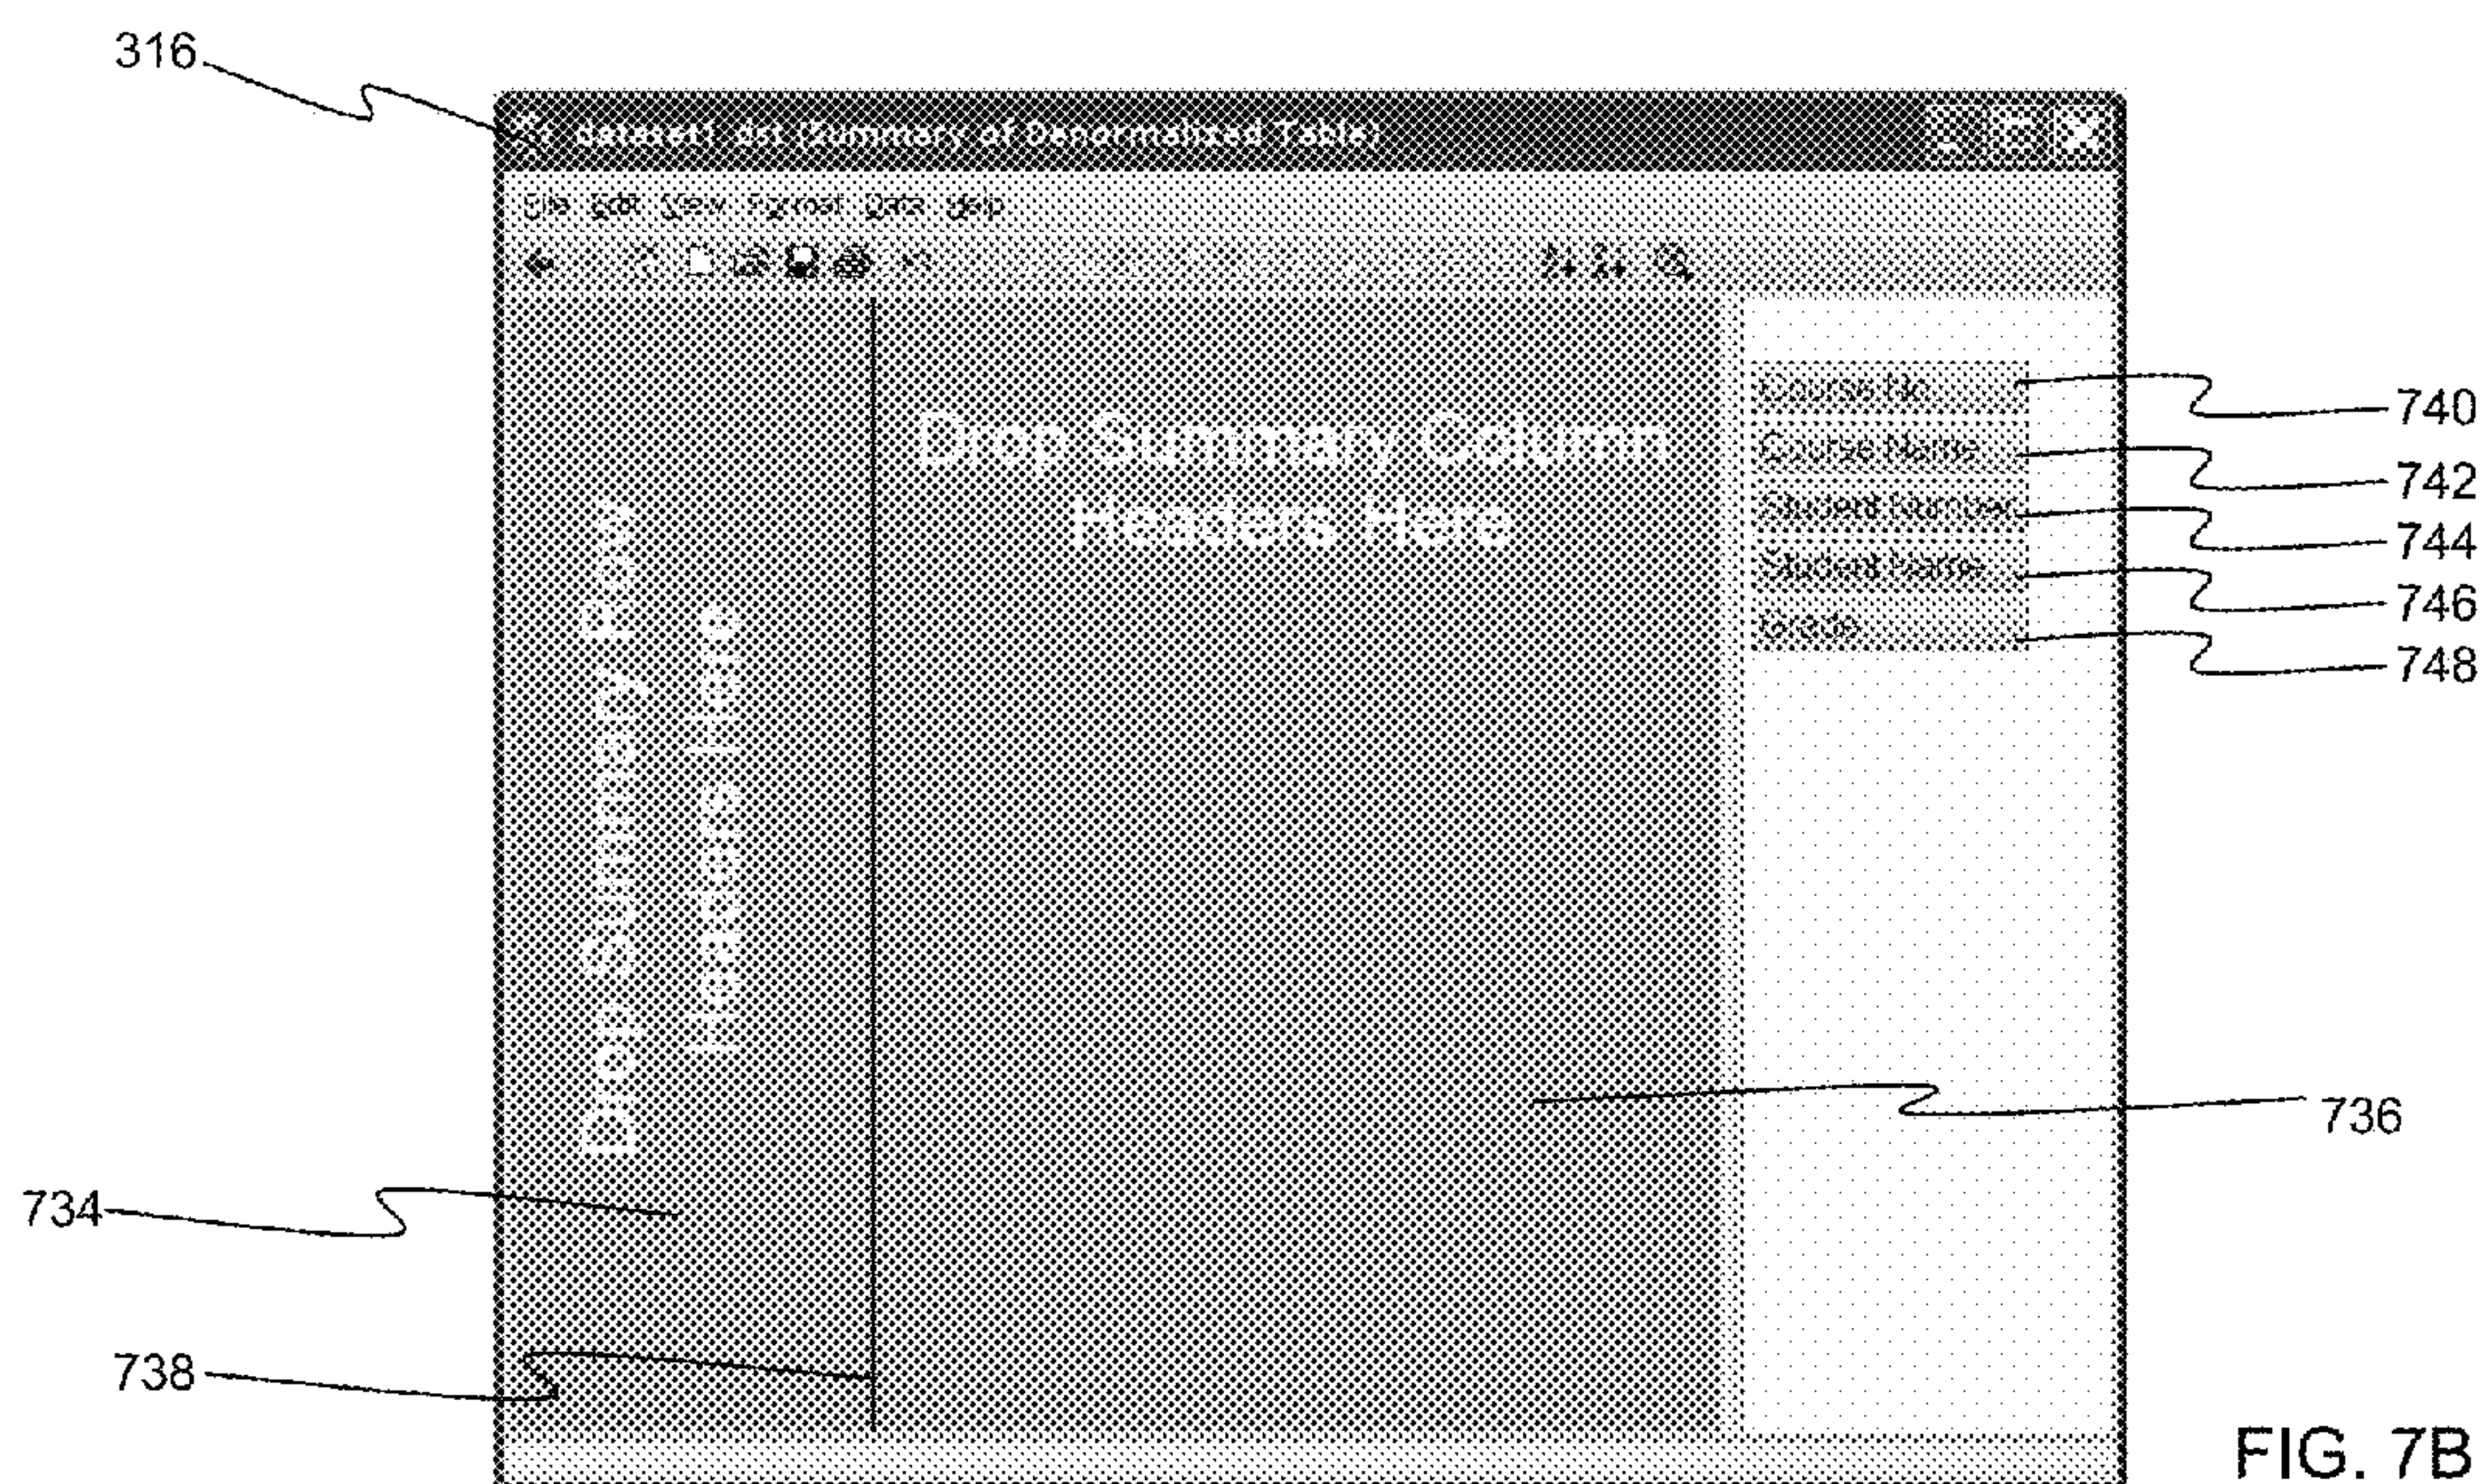 316
dataset1.dst (Summary of Denormalized Table)
File Edit View Format Data Help
Drop Summary Row
Headers Here
Drop Summary Column
Headers Here
Course No.
Course Name
Student Number
Student Name
Grade
740
742
744
746
748
736
734
738
FIG. 7B